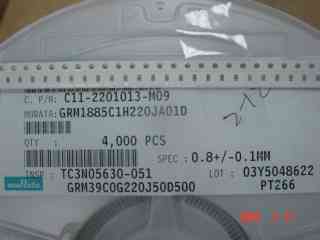 C. P/N: C11-2201013-M09
MURATA: GRM1885C1H220JA01D
QTY : 4,000 PCS
SPEC : 0.8+/-0.1MM
INSP TC3N05630-051
LOT : 03Y5048622
muRata GRM39C0G220J50D500 PT266